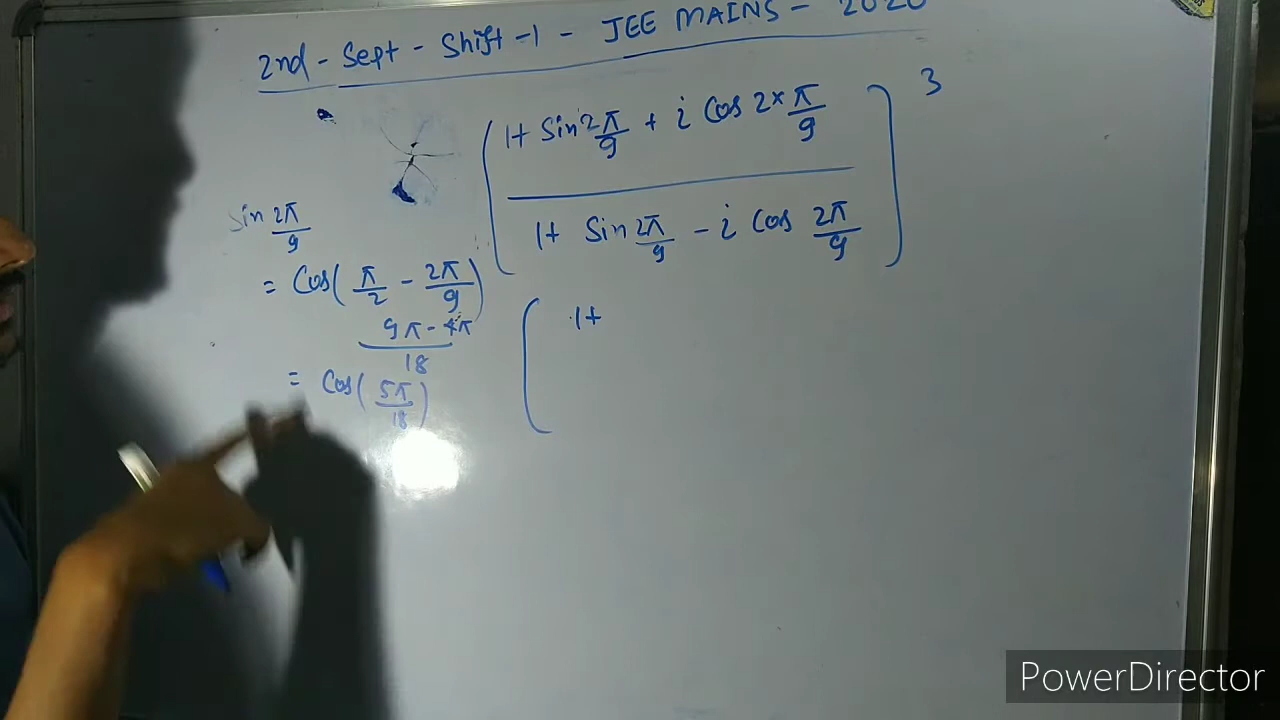 2nd - Sept - Shift-1 - JEE MAINS - 2020
[ (1+ Sin 2π/9 + i Cos 2×π/9) / (1+ Sin 2π/9 - i Cos 2π/9) ]³
Sin 2π/9
= Cos( π/2 - 2π/9 )
9π - 4π / 18
= Cos( 5π/18 )
( 1+
PowerDirector